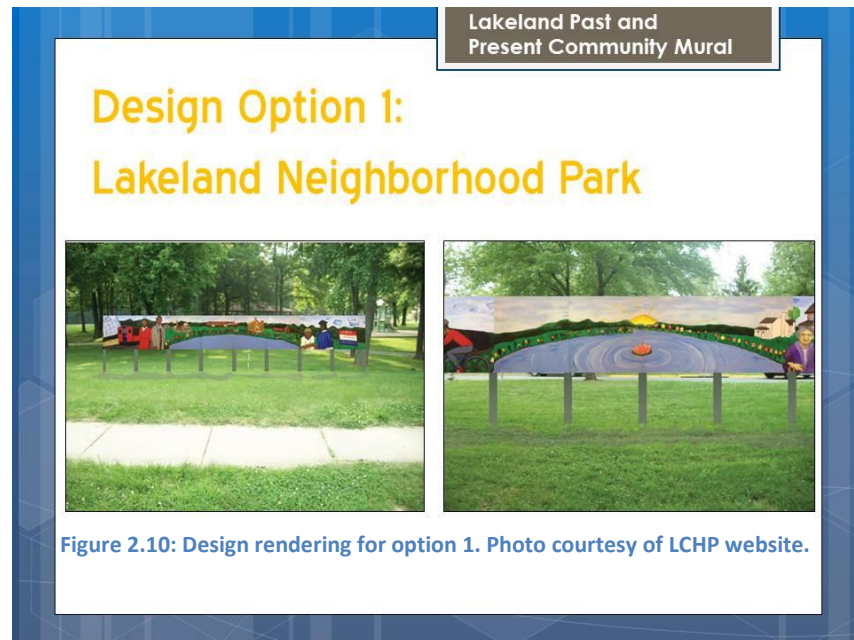 Lakeland Past and
Present Community Mural
Design Option 1:
Lakeland Neighborhood Park
Figure 2.10: Design rendering for option 1. Photo courtesy of LCHP website.